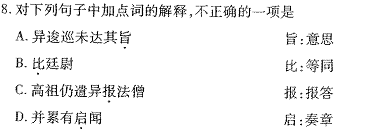 8. 对下列句子中加点词的解释,不正确的一项是
A. 异逡巡未达其旨 旨:意思
B. 比廷尉 比:等同
C. 高祖仍遣异报法僧 报:报答
D. 并累有启闻 启:奏章